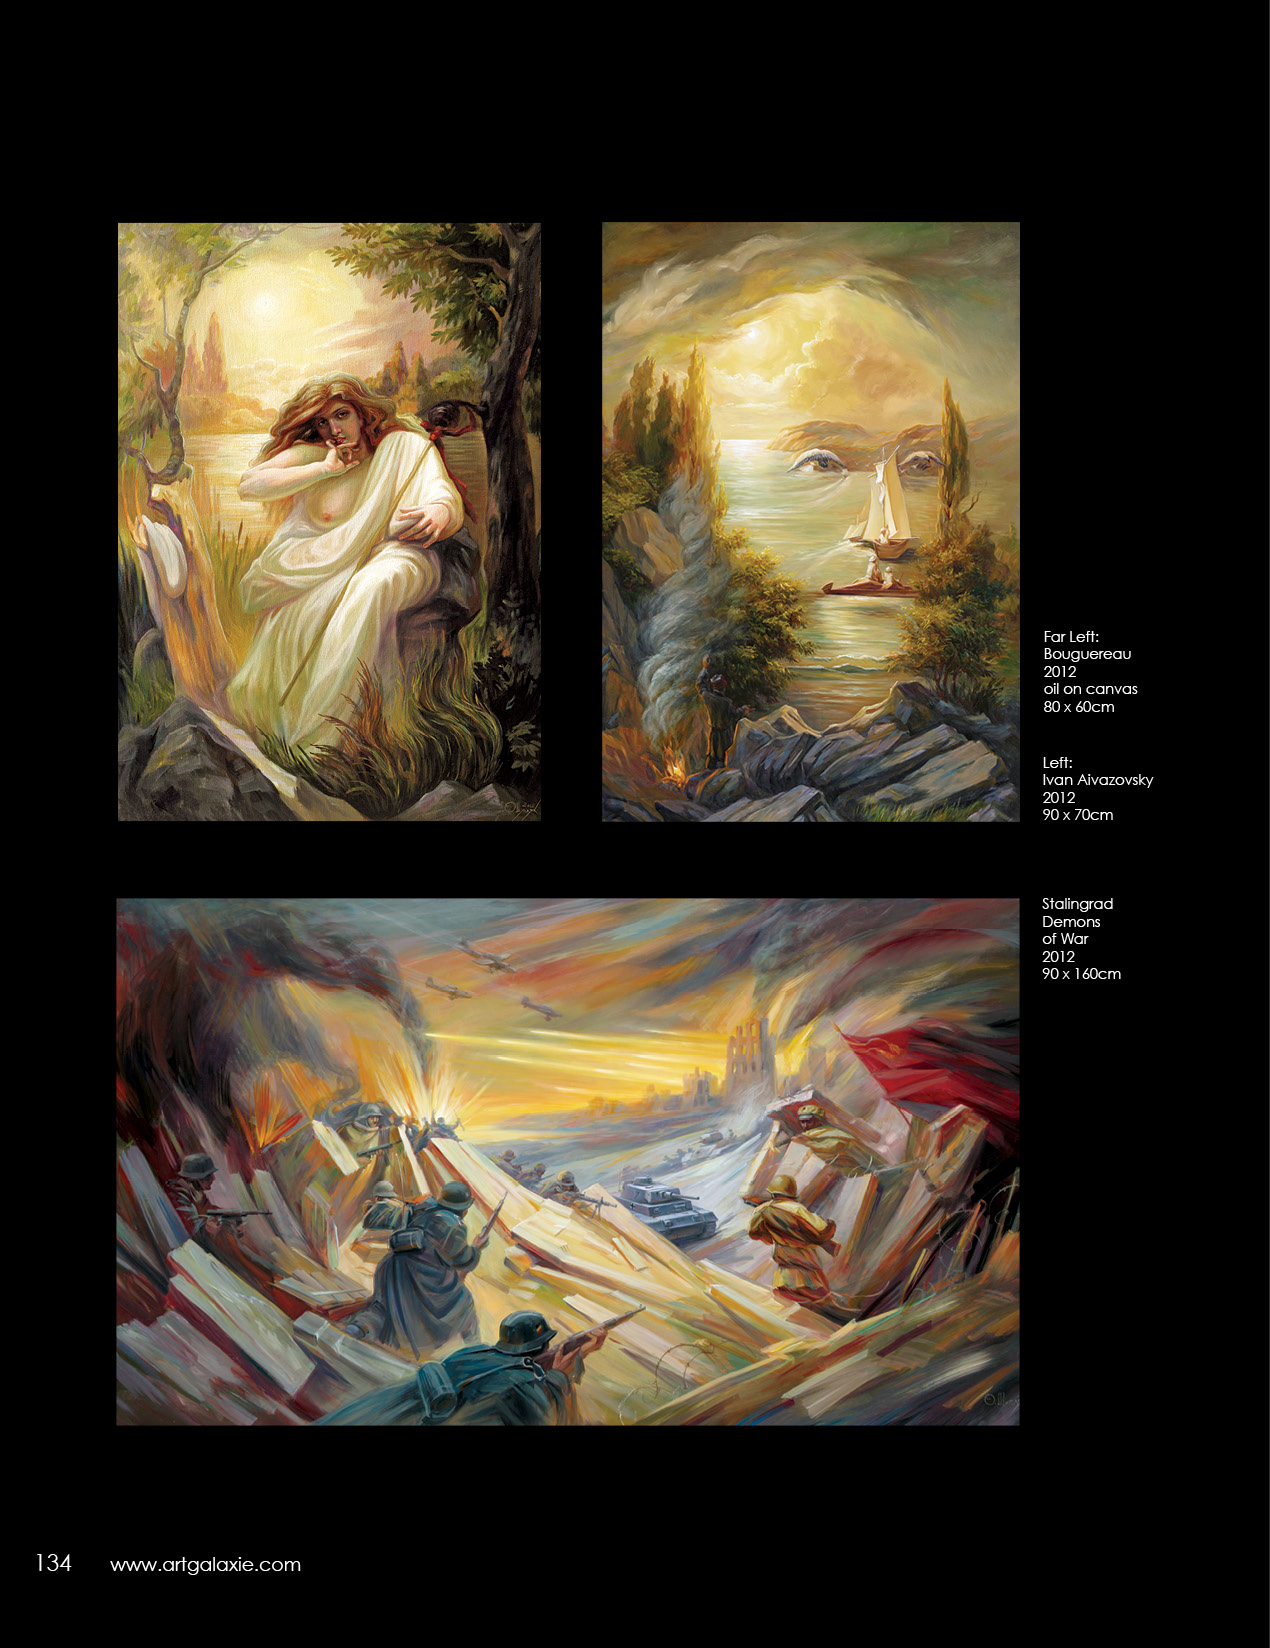 Far Left:
Bouguereau
2012
oil on canvas
80 x 60cm
Left:
Ivan Aivazovsky
2012
90 x 70cm
Stalingrad
Demons
of War
2012
90 x 160cm
134 www.artgalaxie.com